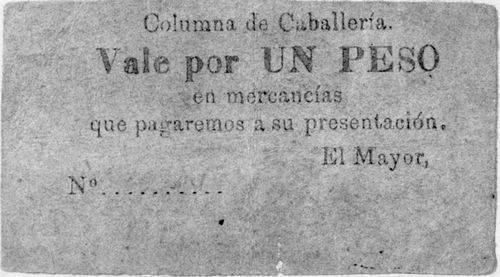 Columna de Caballería.
Vale por UN PESO
en mercancías
que pagaremos a su presentación.
El Mayor,
Nº..........